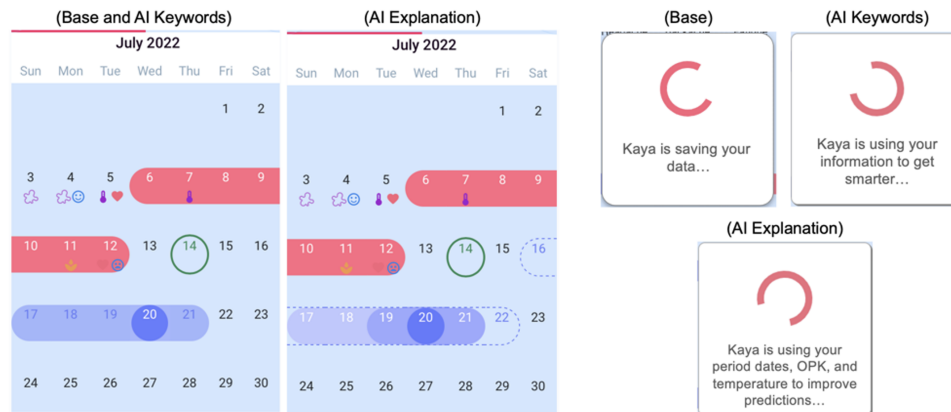 (Base and AI Keywords)
July 2022
Sun Mon Tue Wed Thu Fri Sat
1 2
3 4 5 6 7 8 9
10 11 12 13 14 15 16
17 18 19 20 21 22 23
24 25 26 27 28 29 30
(AI Explanation)
July 2022
Sun Mon Tue Wed Thu Fri Sat
1 2
3 4 5 6 7 8 9
10 11 12 13 14 15 16
17 18 19 20 21 22 23
24 25 26 27 28 29 30
(Base)
Kaya is saving your
data…
(AI Keywords)
Kaya is using your
information to get
smarter…
(AI Explanation)
Kaya is using your
period dates, OPK, and
temperature to improve
predictions…